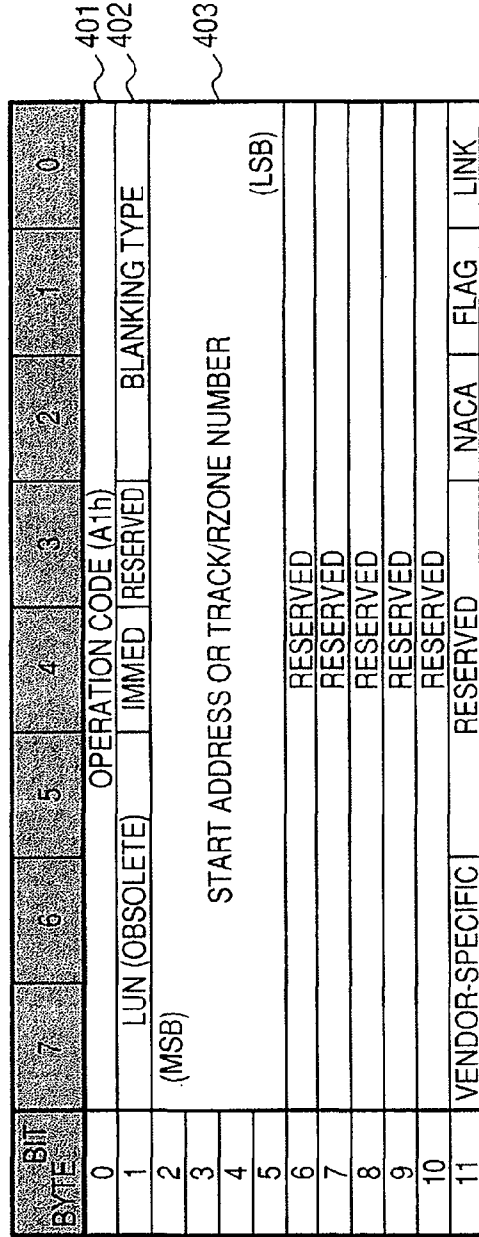 BIT
BYTE 7 6 5 4 3 2 1 0
0 OPERATION CODE (A1h) 401
1 LUN (OBSOLETE) IMMED RESERVED BLANKING TYPE 402
2 (MSB)
3 START ADDRESS OR TRACK/RZONE NUMBER 403
4
5 (LSB)
6 RESERVED
7 RESERVED
8 RESERVED
9 RESERVED
10 RESERVED
11 VENDOR-SPECIFIC RESERVED NACA FLAG LINK